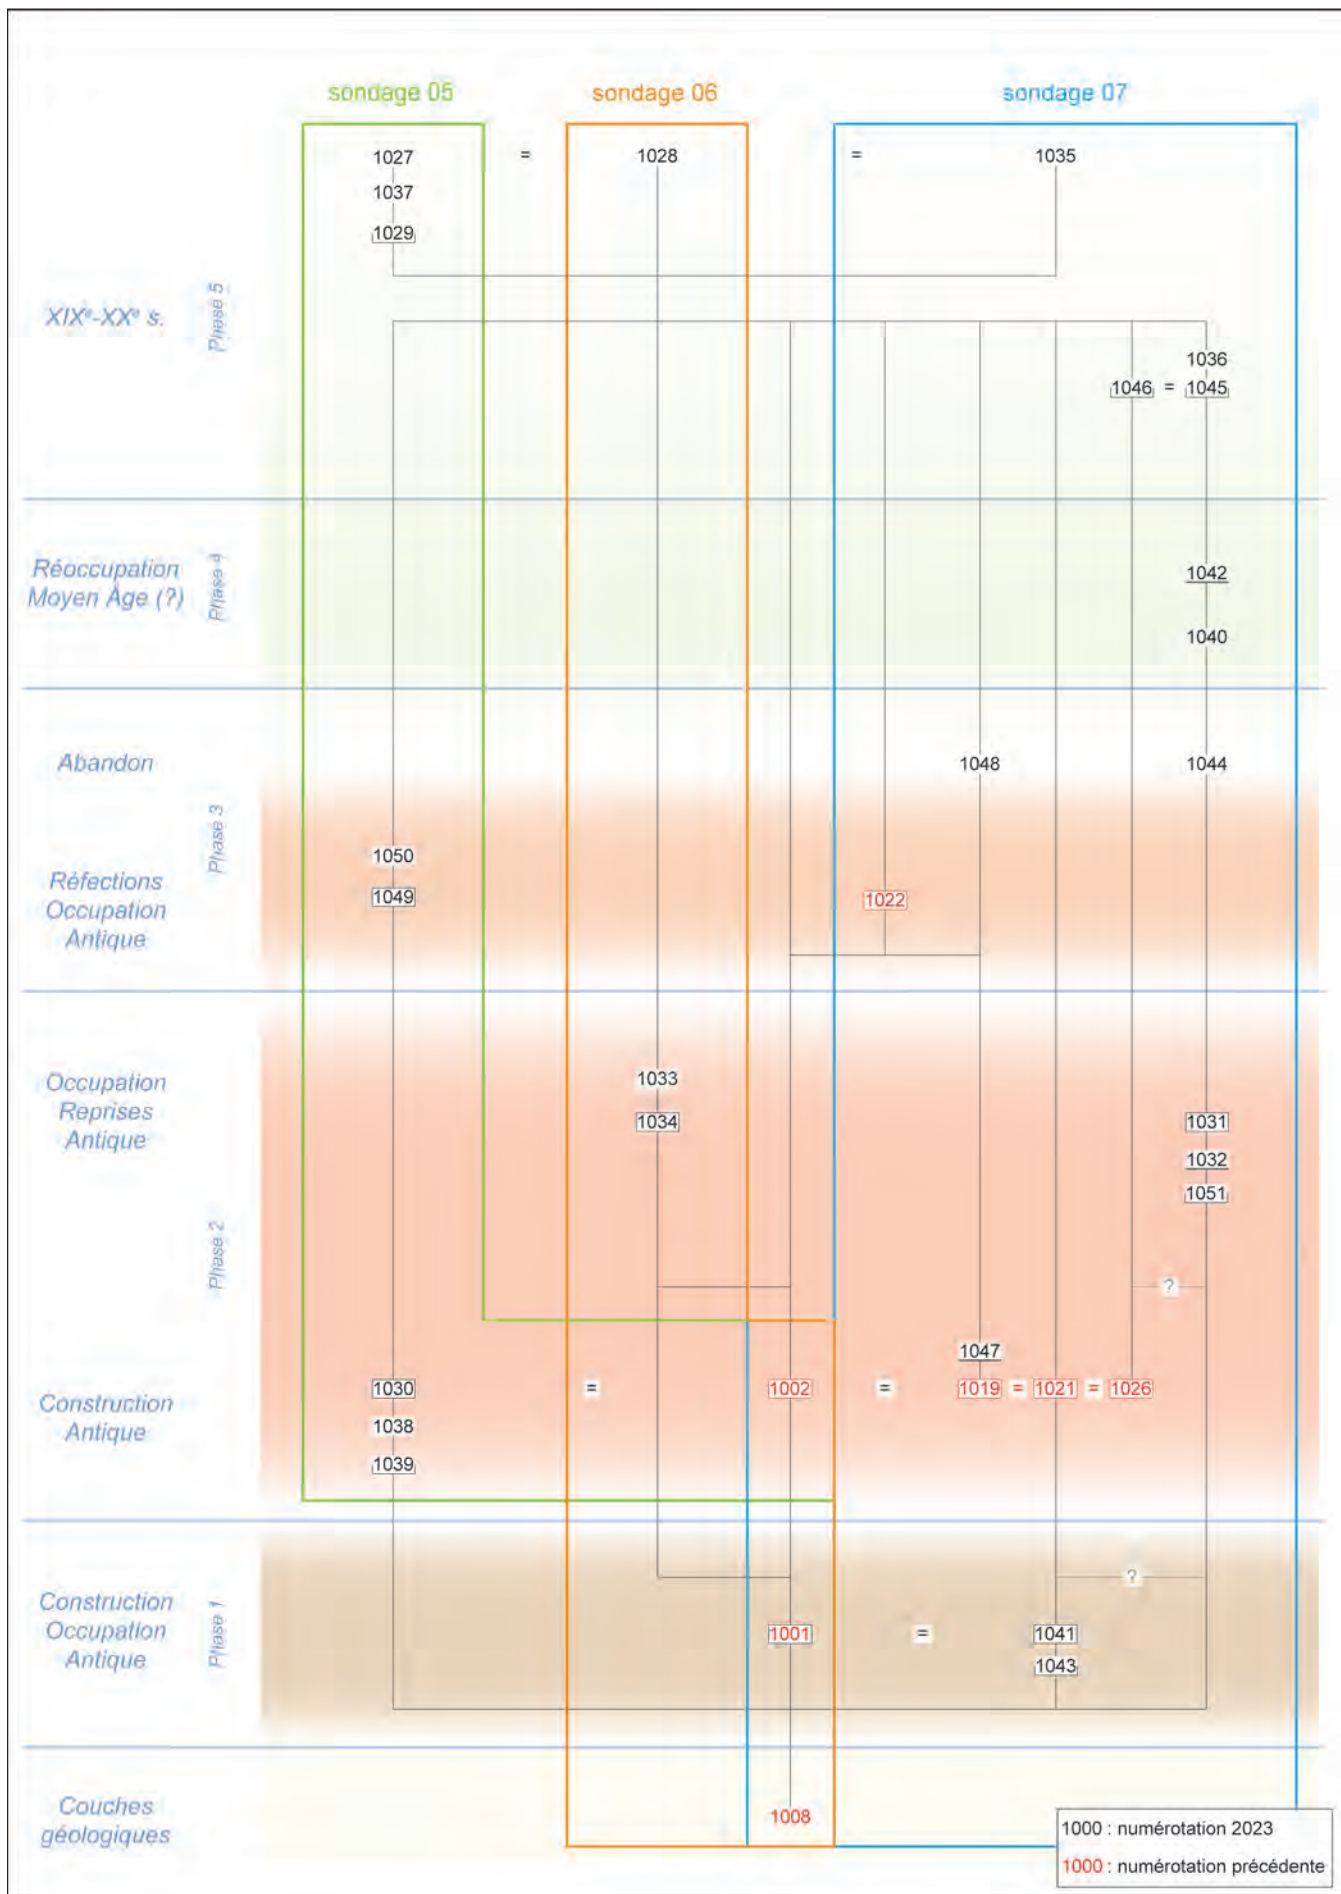 sondage 05 sondage 06 sondage 07
1027 = 1028 = 1035
1037
1029
XIXᵉ-XXᵉ s.
Phase 5
1036
1046 = 1045
Réoccupation
Moyen Âge (?)
Phase 4
1042
1040
Abandon
1048 1044
Phase 3
Réfections
Occupation
Antique
1050
1049
1022
Occupation
Reprises
Antique
1033
1034
1031
1032
1051
Phase 2
?
1047
Construction
Antique
1030 = 1002 = 1019 = 1021 = 1026
1038
1039
Construction
Occupation
Antique
Phase 1
?
1001 = 1041
1043
Couches
géologiques
1008
1000 : numérotation 2023
1000 : numérotation précédente